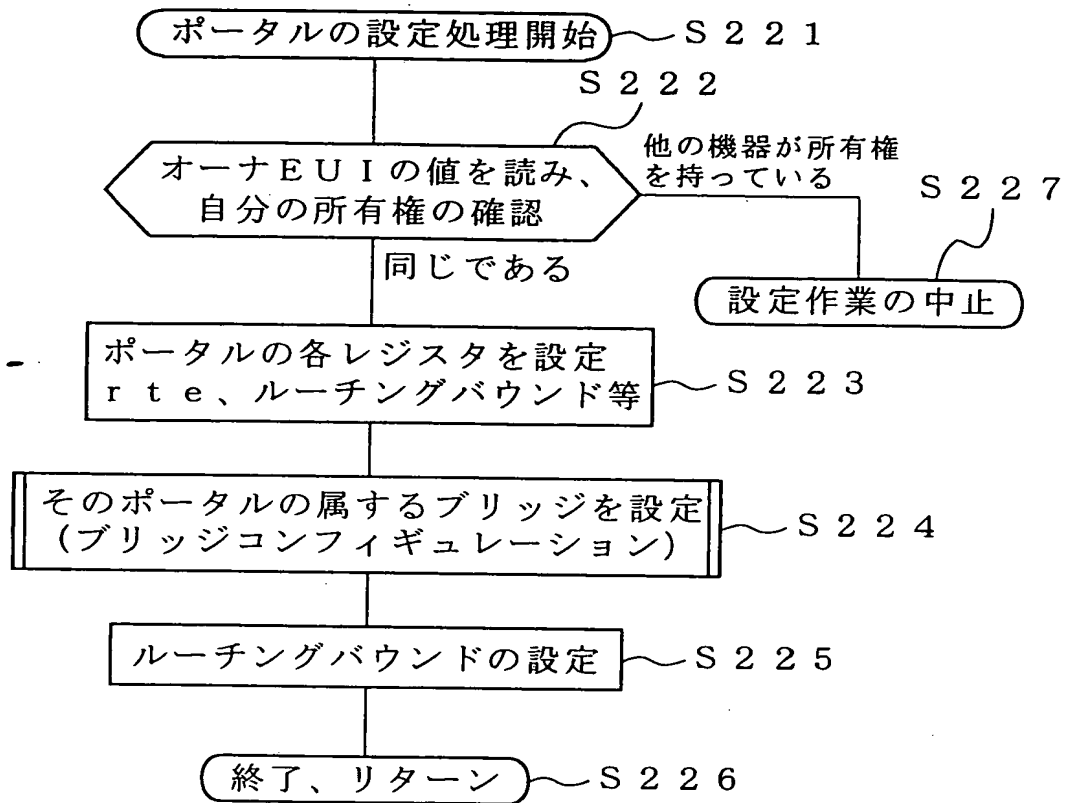 ポータルの設定処理開始
S221
S222
オーナEUIの値を読み、
自分の所有権の確認
他の機器が所有権
を持っている
S227
同じである
設定作業の中止
ポータルの各レジスタを設定
rte、ルーチングバウンド等
S223
そのポータルの属するブリッジを設定
(ブリッジコンフィギュレーション)
S224
ルーチングバウンドの設定
S225
終了、リターン
S226